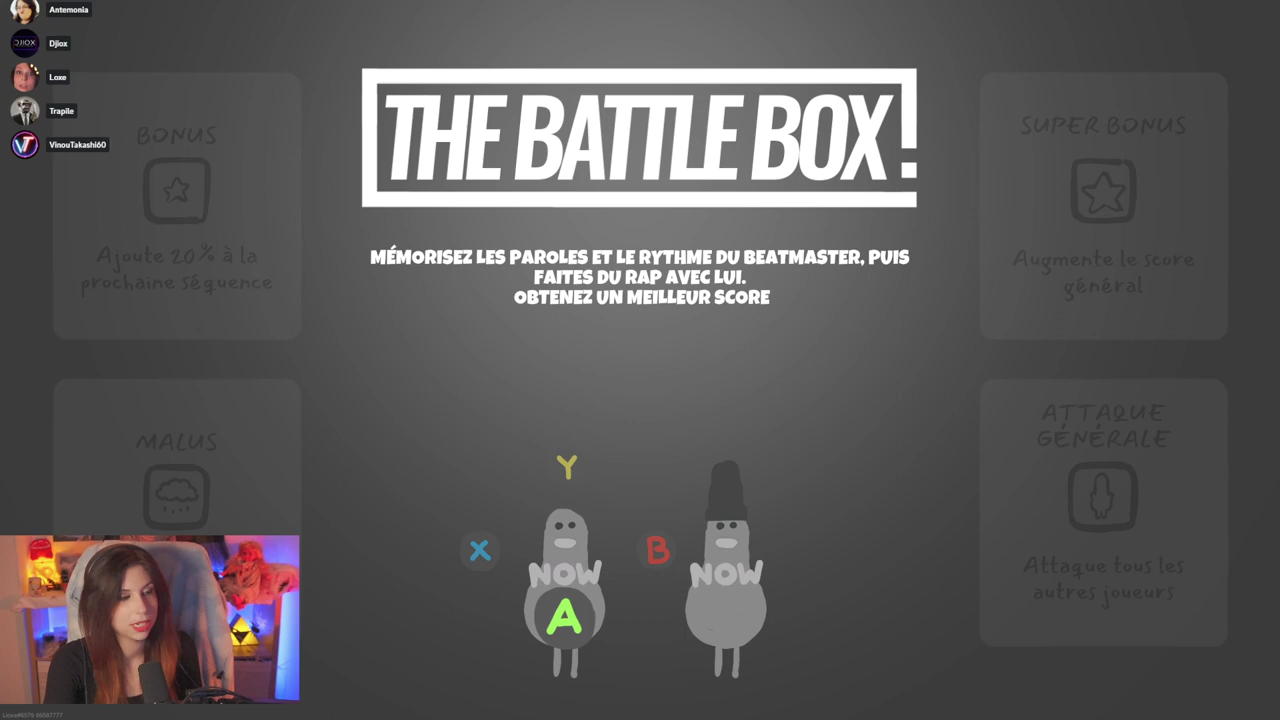 Antemonia
DJIOX
Djiox
Loxe
Trapile
VT
VinouTakashi60
BONUS
Ajoute 20% à la
prochaine séquence
MALUS
THE BATTLE BOX !
MÉMORISEZ LES PAROLES ET LE RYTHME DU BEATMASTER, PUIS
FAITES DU RAP AVEC LUI.
OBTENEZ UN MEILLEUR SCORE
Y
X
B
NOW
NOW
A
SUPER BONUS
Augmente le score
général
ATTAQUE
GÉNÉRALE
Attaque tous les
autres joueurs